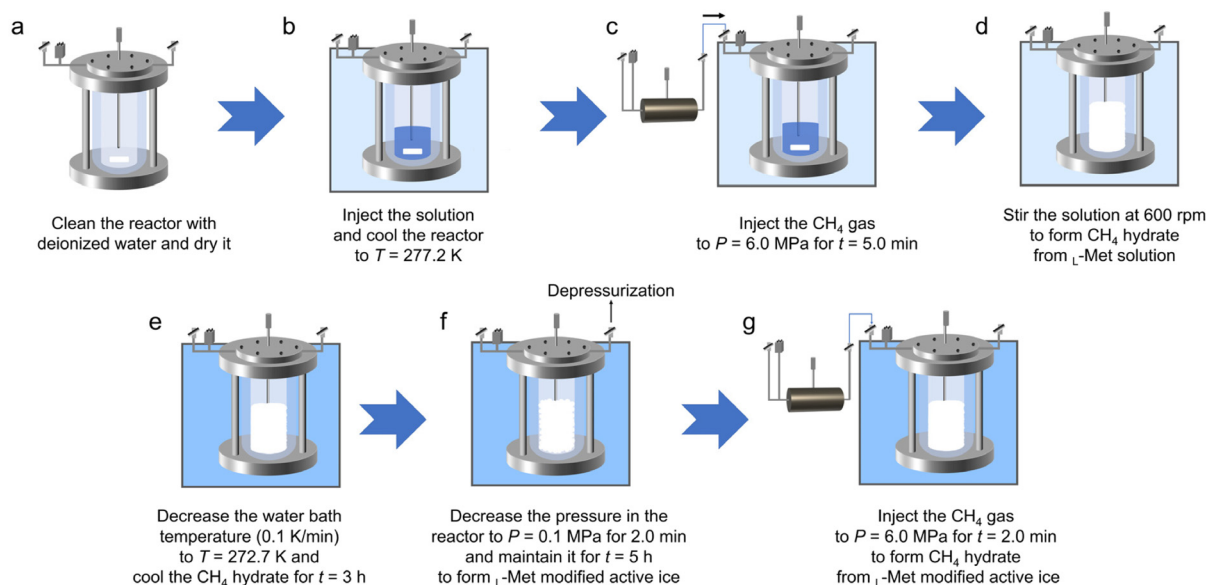 a
Clean the reactor with
deionized water and dry it
b
Inject the solution
and cool the reactor
to T = 277.2 K
c
Inject the CH₄ gas
to P = 6.0 MPa for t = 5.0 min
d
Stir the solution at 600 rpm
to form CH₄ hydrate
from ʟ-Met solution
e
Decrease the water bath
temperature (0.1 K/min)
to T = 272.7 K and
cool the CH₄ hydrate for t = 3 h
f
Depressurization
Decrease the pressure in the
reactor to P = 0.1 MPa for 2.0 min
and maintain it for t = 5 h
to form ʟ-Met modified active ice
g
Inject the CH₄ gas
to P = 6.0 MPa for t = 2.0 min
to form CH₄ hydrate
from ʟ-Met modified active ice